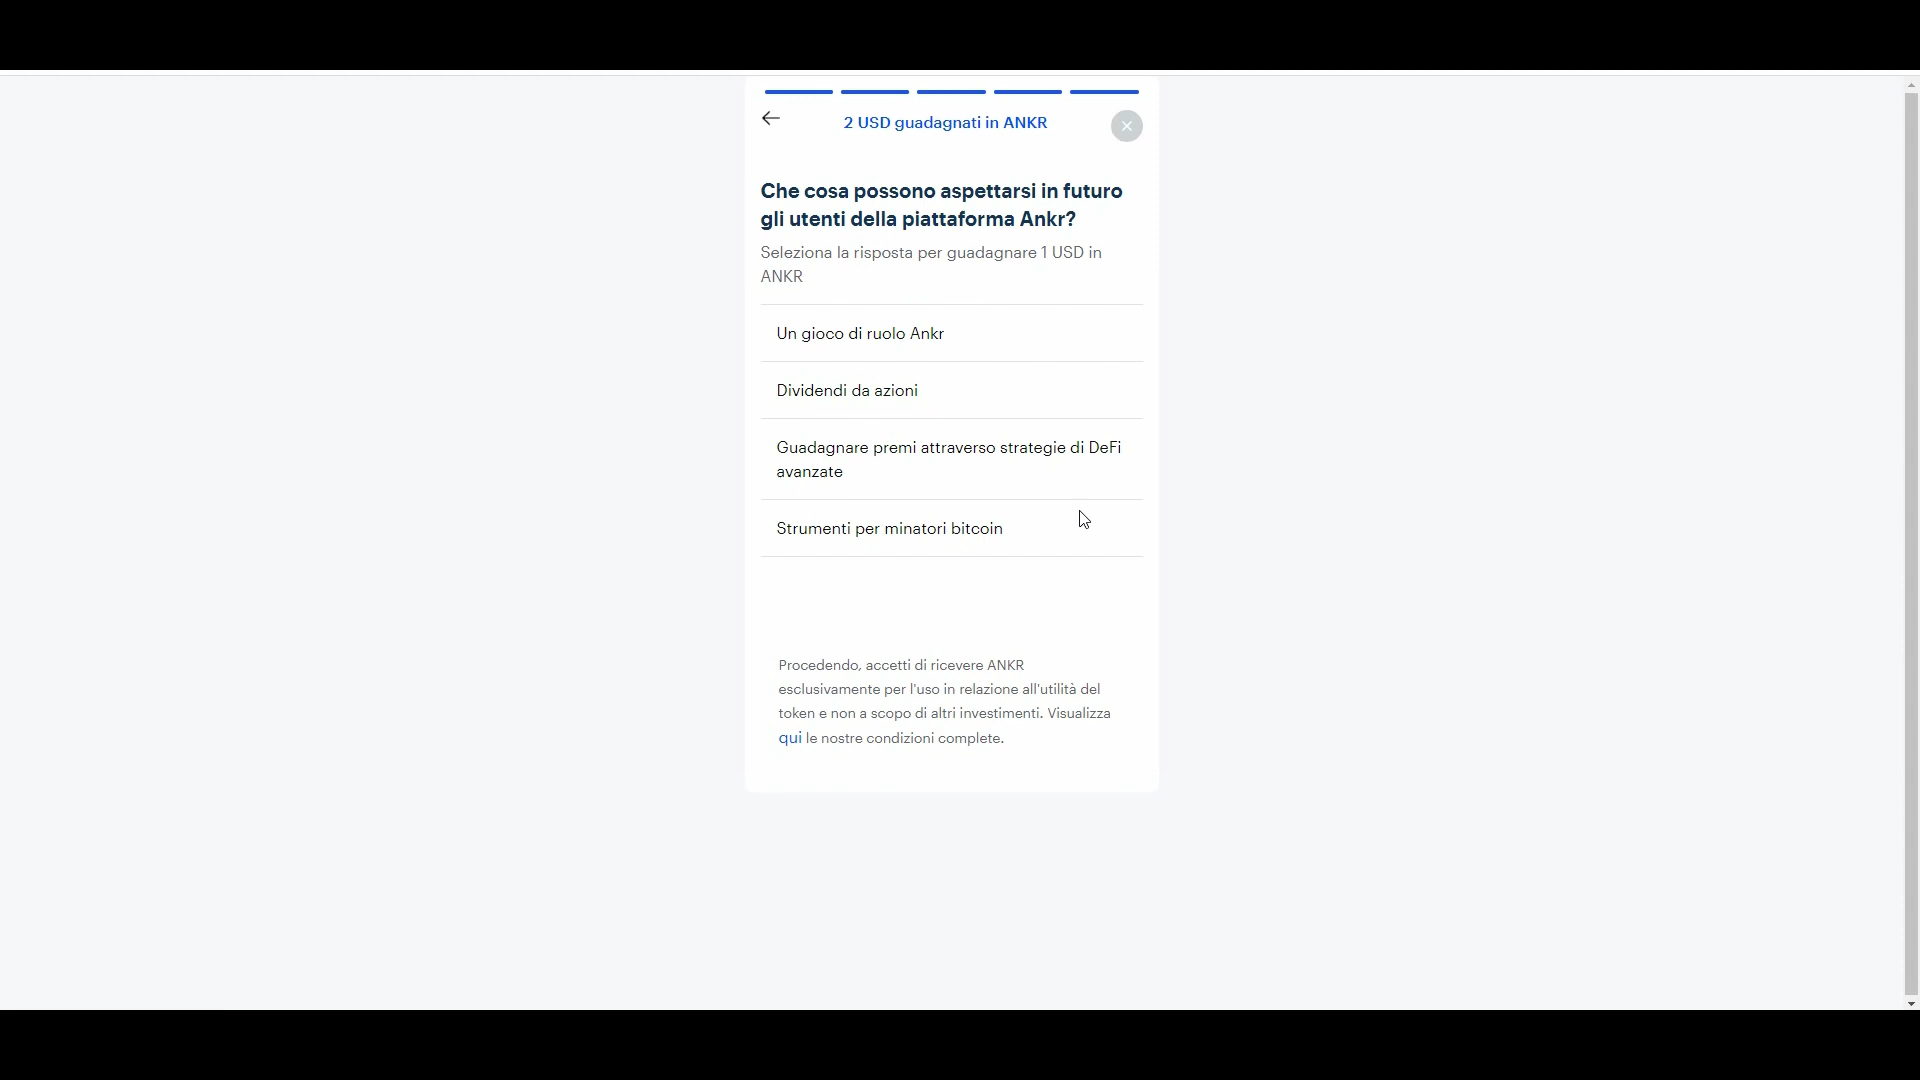 2 USD guadagnati in ANKR
Che cosa possono aspettarsi in futuro
gli utenti della piattaforma Ankr?
Seleziona la risposta per guadagnare 1 USD in
ANKR
Un gioco di ruolo Ankr
Dividendi da azioni
Guadagnare premi attraverso strategie di DeFi
avanzate
Strumenti per minatori bitcoin
Procedendo, accetti di ricevere ANKR
esclusivamente per l'uso in relazione all'utilità del
token e non a scopo di altri investimenti. Visualizza
qui le nostre condizioni complete.